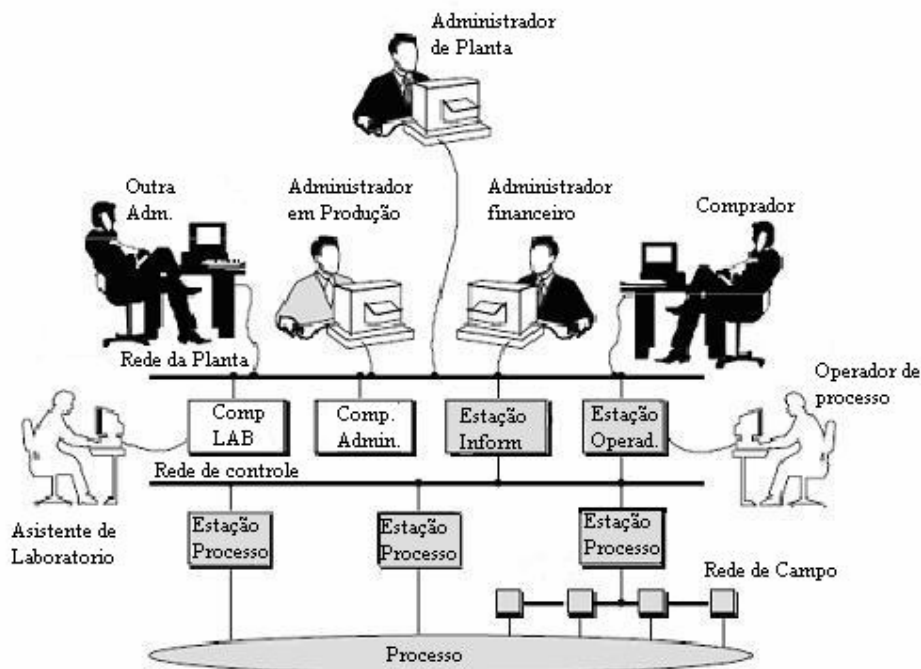 Administrador
de Planta
Outra
Adm.
Administrador
em Produção
Administrador
financeiro
Comprador
Rede da Planta
Operador de
processo
Comp
LAB
Comp.
Admin.
Estação
Inform
Estação
Operad.
Rede de controle
Asistente de
Laboratorio
Estação
Processo
Estação
Processo
Estação
Processo
Rede de Campo
Processo